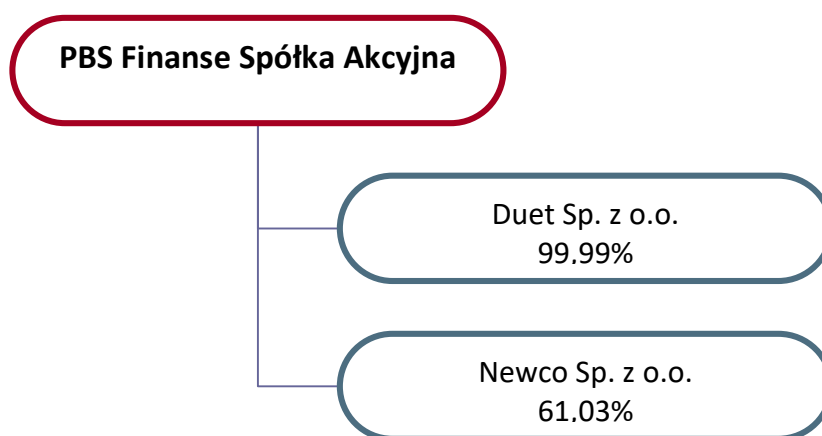 PBS Finanse Spółka Akcyjna
Duet Sp. z o.o.
99,99%
Newco Sp. z o.o.
61,03%